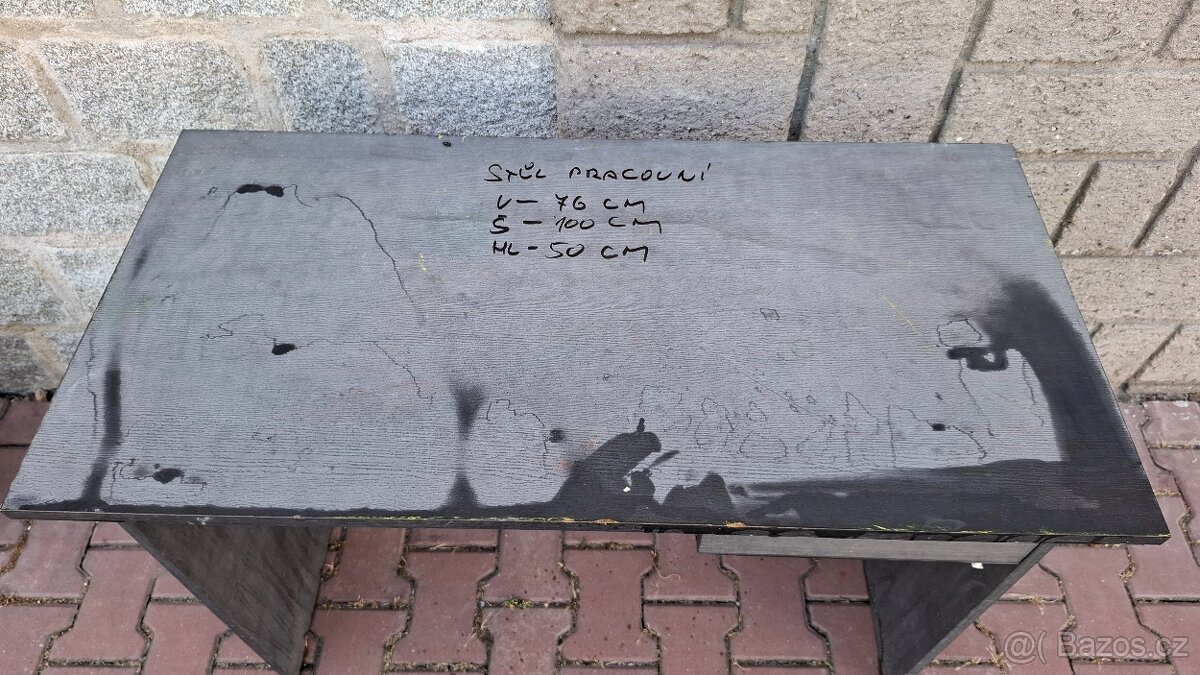 STŮL PRACOVNÍ
V- 76 CM
Š - 100 CM
HL - 50 CM
@( Bazos.cz